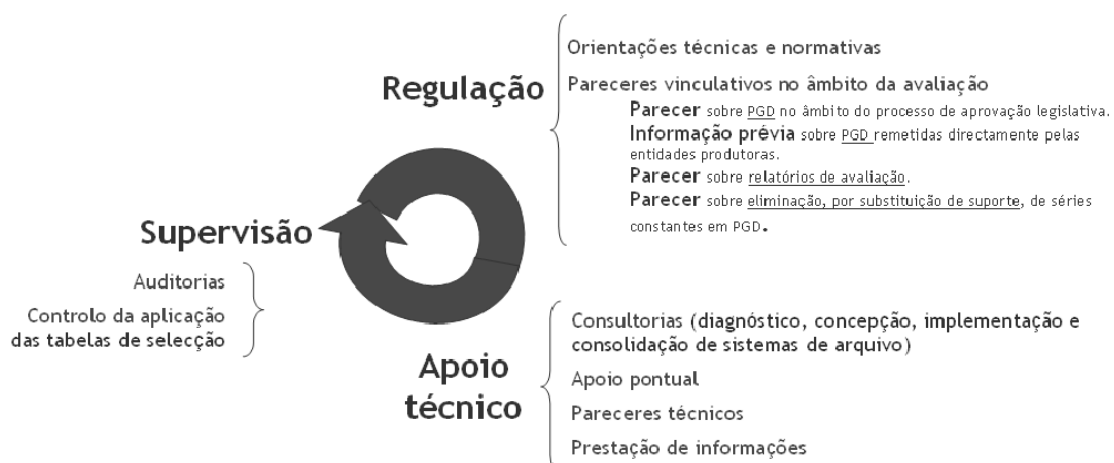 Regulação
Orientações técnicas e normativas
Pareceres vinculativos no âmbito da avaliação
Parecer sobre PGD no âmbito do processo de aprovação legislativa.
Informação prévia sobre PGD remetidas directamente pelas
entidades produtoras.
Parecer sobre relatórios de avaliação.
Parecer sobre eliminação, por substituição de suporte, de séries
constantes em PGD.
Supervisão
Auditorias
Controlo da aplicação
das tabelas de selecção
Apoio
técnico
Consultorias (diagnóstico, concepção, implementação e
consolidação de sistemas de arquivo)
Apoio pontual
Pareceres técnicos
Prestação de informações